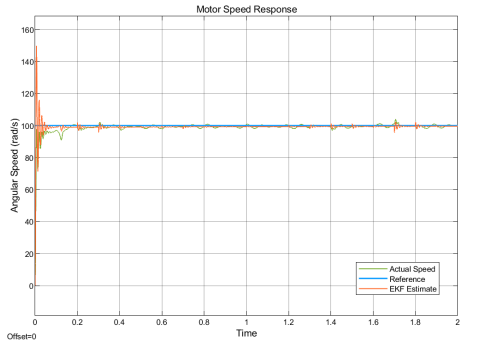 Motor Speed Response
160
140
120
100
80
60
40
20
0
Angular Speed (rad/s)
0 0.2 0.4 0.6 0.8 1 1.2 1.4 1.6 1.8 2
Time
Actual Speed
Reference
EKF Estimate
Offset=0